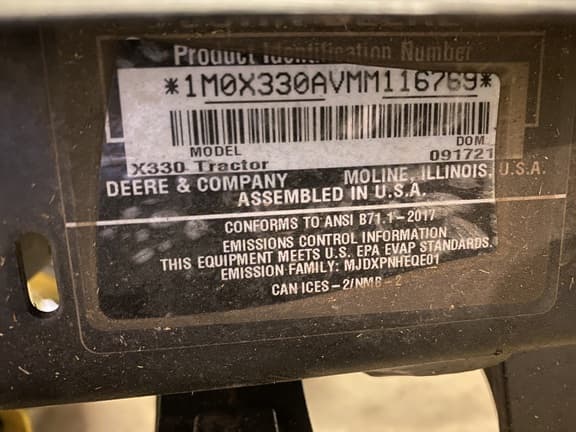 Product Identification Number
*1M0X330AVMM116769*
MODEL DOM
X330 Tractor 091721
DEERE & COMPANY MOLINE, ILLINOIS, U.S.A.
ASSEMBLED IN U.S.A.
CONFORMS TO ANSI B71.1-2017
EMISSIONS CONTROL INFORMATION
THIS EQUIPMENT MEETS U.S. EPA EVAP STANDARDS.
EMISSION FAMILY: MJDXPNHEQE01
CAN ICES-2/NMB-2